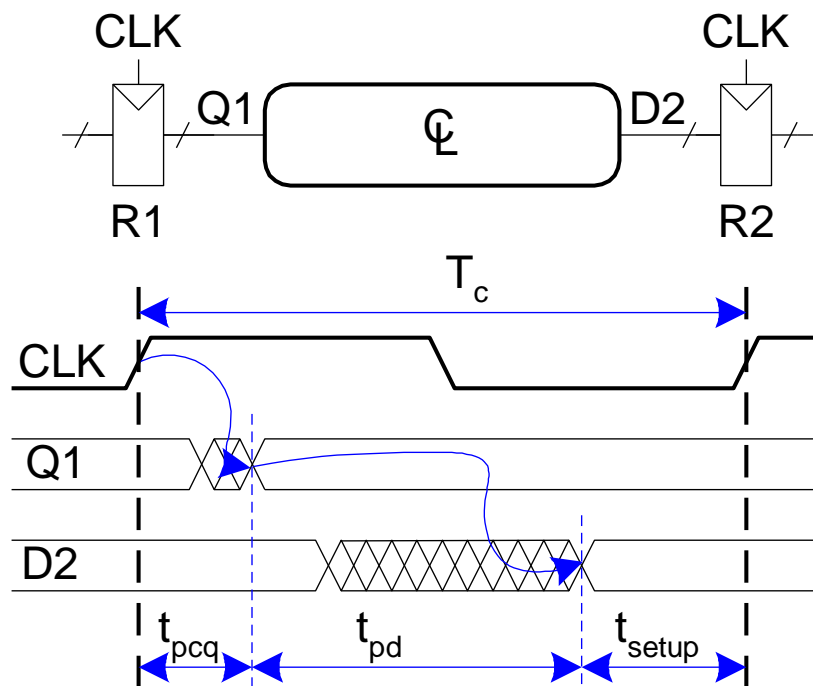 CLK CLK
Q1 CL D2
R1 R2
Tc
CLK
Q1
D2
tpcq tpd tsetup